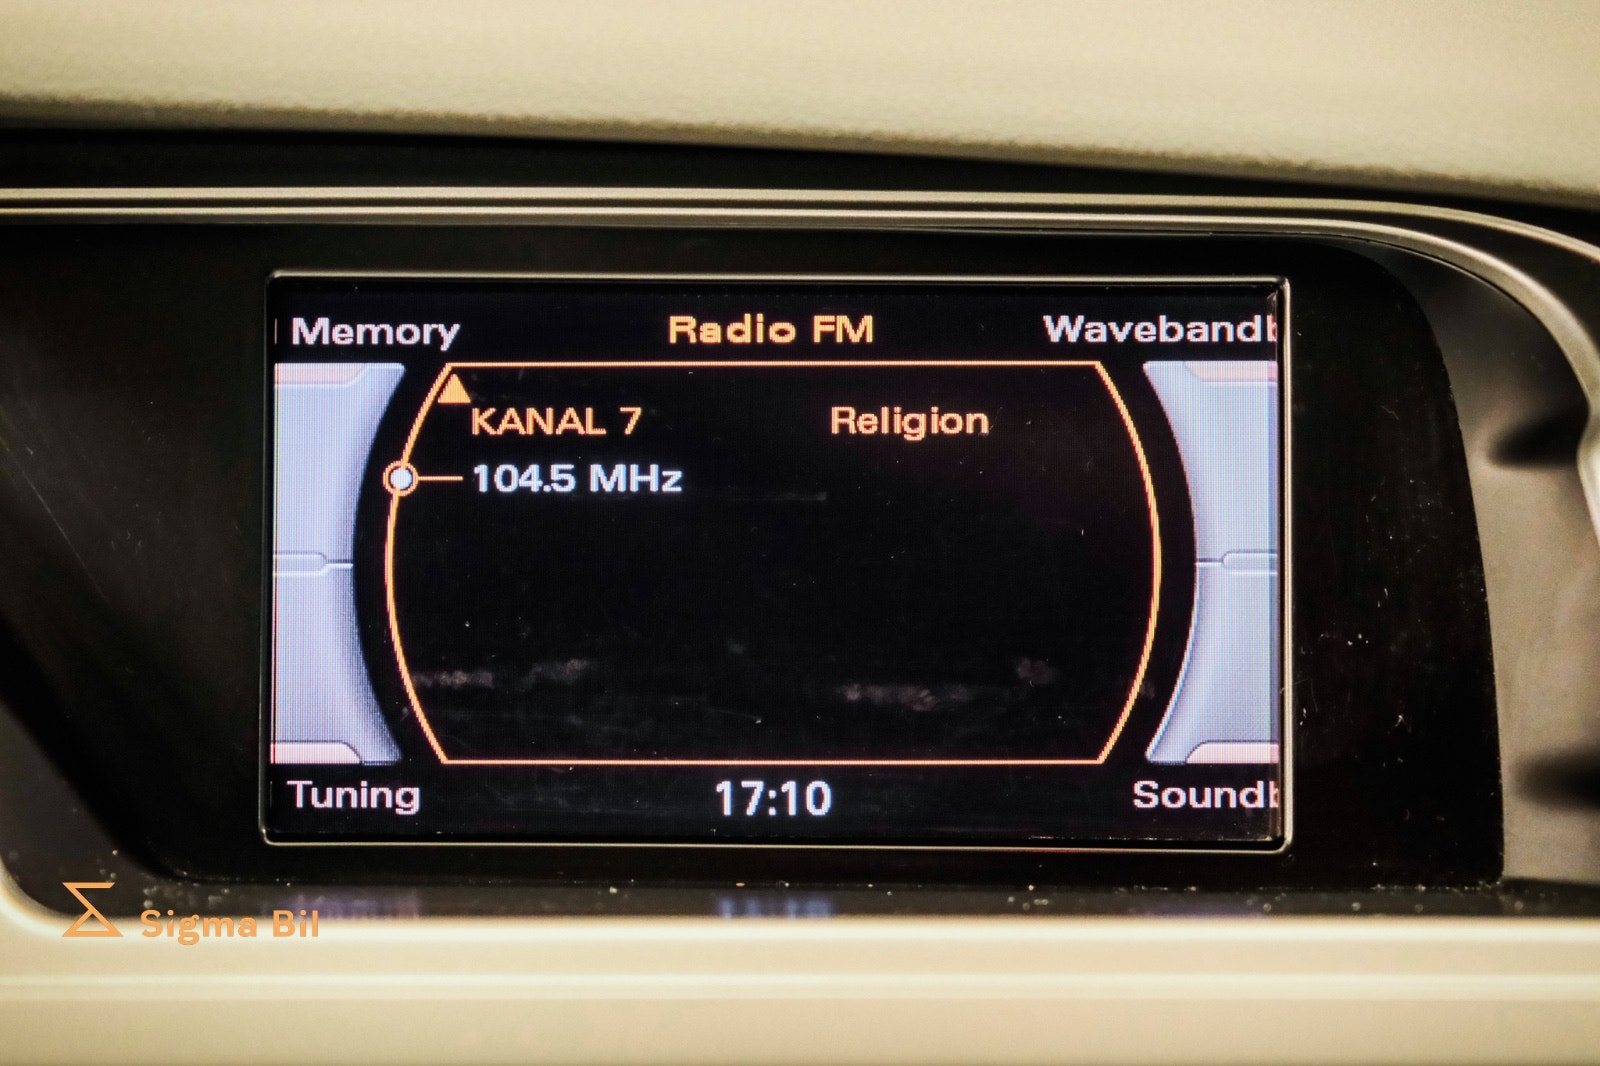 Memory
Radio FM
Waveband
KANAL 7
Religion
104.5 MHz
Tuning
17:10
Sound
Sigma Bil